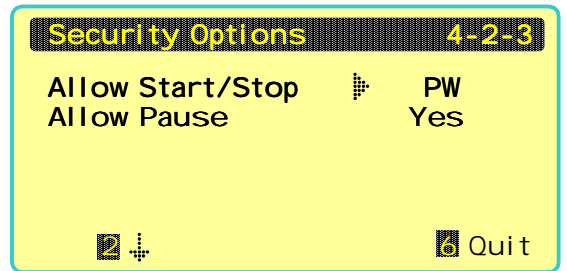 Security Options 4-2-3
Allow Start/Stop PW
Allow Pause Yes
2 6 Quit